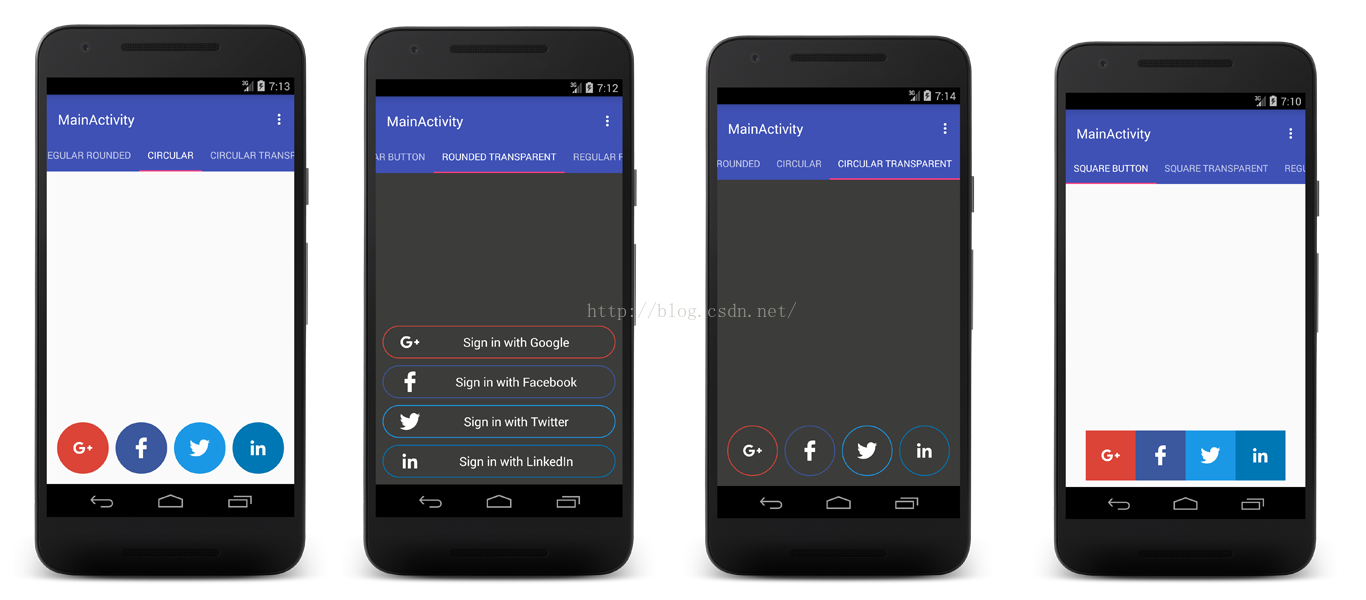 3G 7:13
MainActivity
EGULAR ROUNDED CIRCULAR CIRCULAR TRANSF
G+ f in
3G 7:12
MainActivity
AR BUTTON ROUNDED TRANSPARENT REGULAR R
G+ Sign in with Google
f Sign in with Facebook
Sign in with Twitter
in Sign in with LinkedIn
3G 7:14
MainActivity
ROUNDED CIRCULAR CIRCULAR TRANSPARENT
G+ f in
3G 7:10
MainActivity
SQUARE BUTTON SQUARE TRANSPARENT REGU
G+ f in
http://blog.csdn.net/